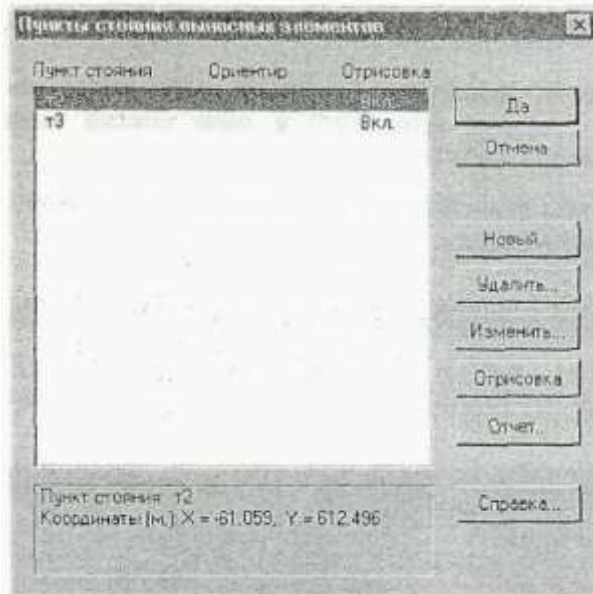 Пункты стояния выносных элементов
Пункт стояния Ориентир Отрисовка
т2 Вкл.
т3 Вкл.
Да
Отмена
Новый...
Удалить...
Изменить...
Отрисовка
Отчет...
Справка...
Пункт стояния: т2
Координаты (м.) X = -61.059, Y = 612.496